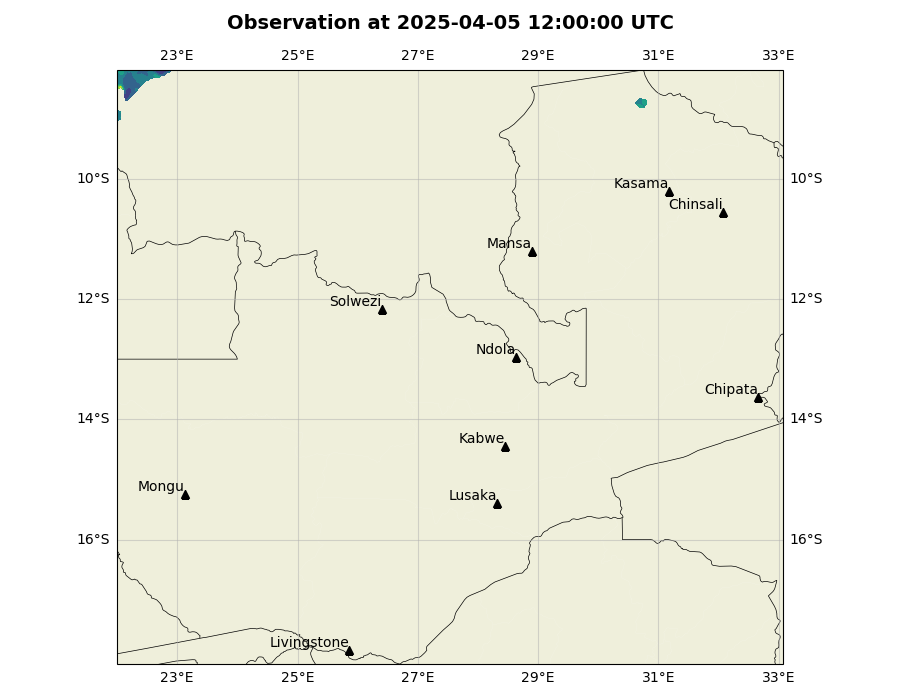 Observation at 2025-04-05 12:00:00 UTC
23°E 25°E 27°E 29°E 31°E 33°E
10°S 10°S
Kasama
Chinsali
Mansa
12°S 12°S
Solwezi
Ndola
Chipata
14°S 14°S
Kabwe
Mongu
Lusaka
16°S 16°S
Livingstone
23°E 25°E 27°E 29°E 31°E 33°E